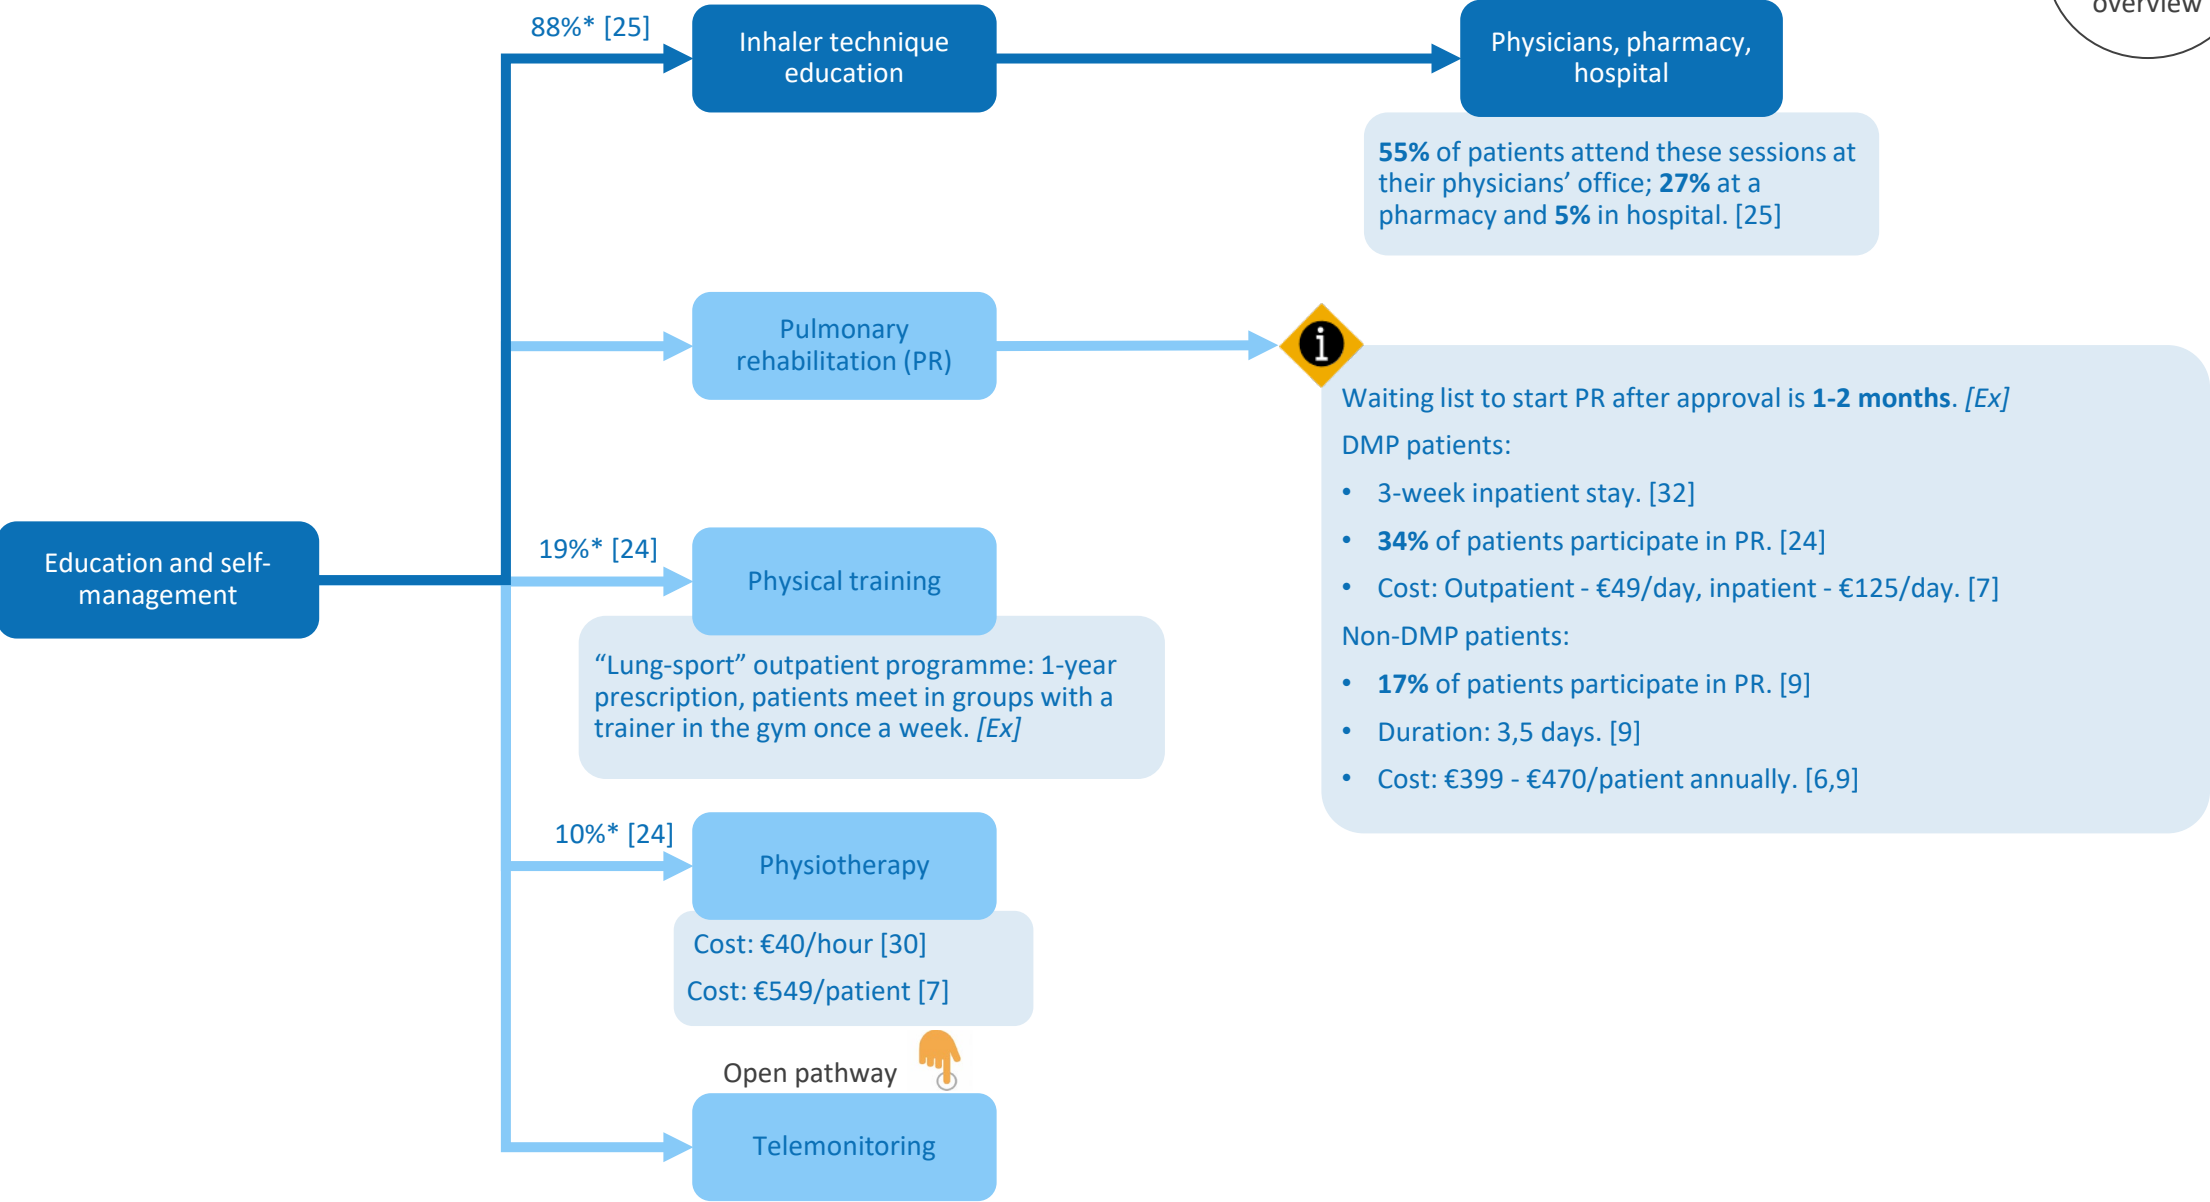 overview
88%* [25]
Inhaler technique
education
Physicians, pharmacy,
hospital
55% of patients attend these sessions at
their physicians’ office; 27% at a
pharmacy and 5% in hospital. [25]
Pulmonary
rehabilitation (PR)
i
Waiting list to start PR after approval is 1-2 months. [Ex]
DMP patients:
• 3-week inpatient stay. [32]
• 34% of patients participate in PR. [24]
• Cost: Outpatient - €49/day, inpatient - €125/day. [7]
Non-DMP patients:
• 17% of patients participate in PR. [9]
• Duration: 3,5 days. [9]
• Cost: €399 - €470/patient annually. [6,9]
Education and self-
management
19%* [24]
Physical training
“Lung-sport” outpatient programme: 1-year
prescription, patients meet in groups with a
trainer in the gym once a week. [Ex]
10%* [24]
Physiotherapy
Cost: €40/hour [30]
Cost: €549/patient [7]
Open pathway
Telemonitoring